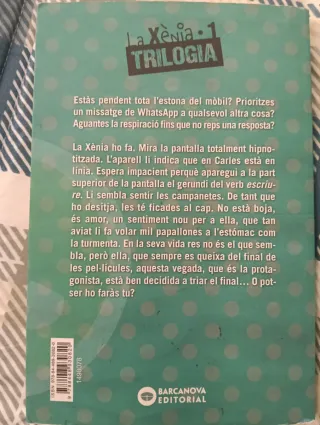 La Xènia • 1
TRILOGIA
Estàs pendent tota l'estona del mòbil? Prioritzes
un missatge de WhatsApp a qualsevol altra cosa?
Aguantes la respiració fins que no reps una resposta?
La Xènia ho fa. Mira la pantalla totalment hipno-
titzada. L'aparell li indica que en Carles està en
línia. Espera impacient perquè aparegui a la part
superior de la pantalla el gerundi del verb escriu-
re. Li sembla sentir les campanetes. De tant que
ho desitja, les té ficades al cap. No està boja,
és amor, un sentiment nou per a ella, que tan
aviat li fa volar mil papallones a l'estómac com
la turmenta. En la seva vida res no és el que sem-
bla, però ella, que sempre es queixa del final de
les pel·lícules, aquesta vegada, que és la prota-
gonista, està ben decidida a triar el final... O pot-
ser ho faràs tu?
1499078
BARCANOVA
EDITORIAL